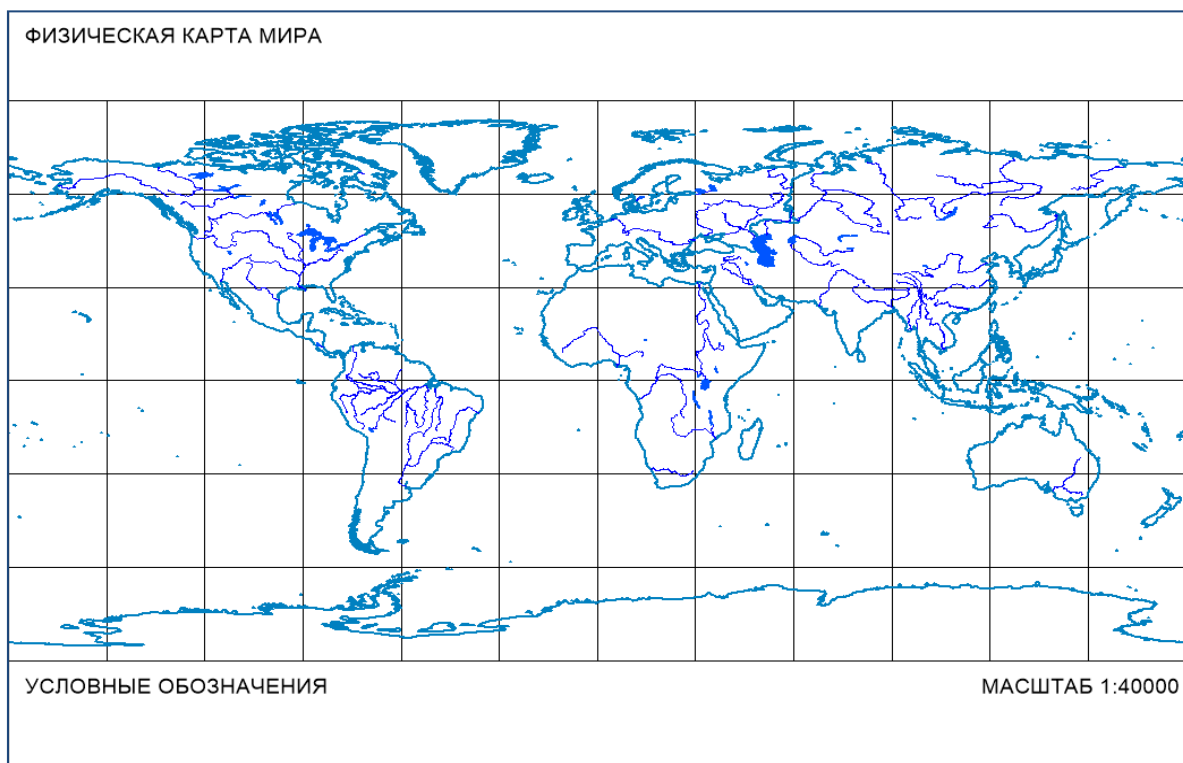 ФИЗИЧЕСКАЯ КАРТА МИРА
УСЛОВНЫЕ ОБОЗНАЧЕНИЯ
МАСШТАБ 1:40000